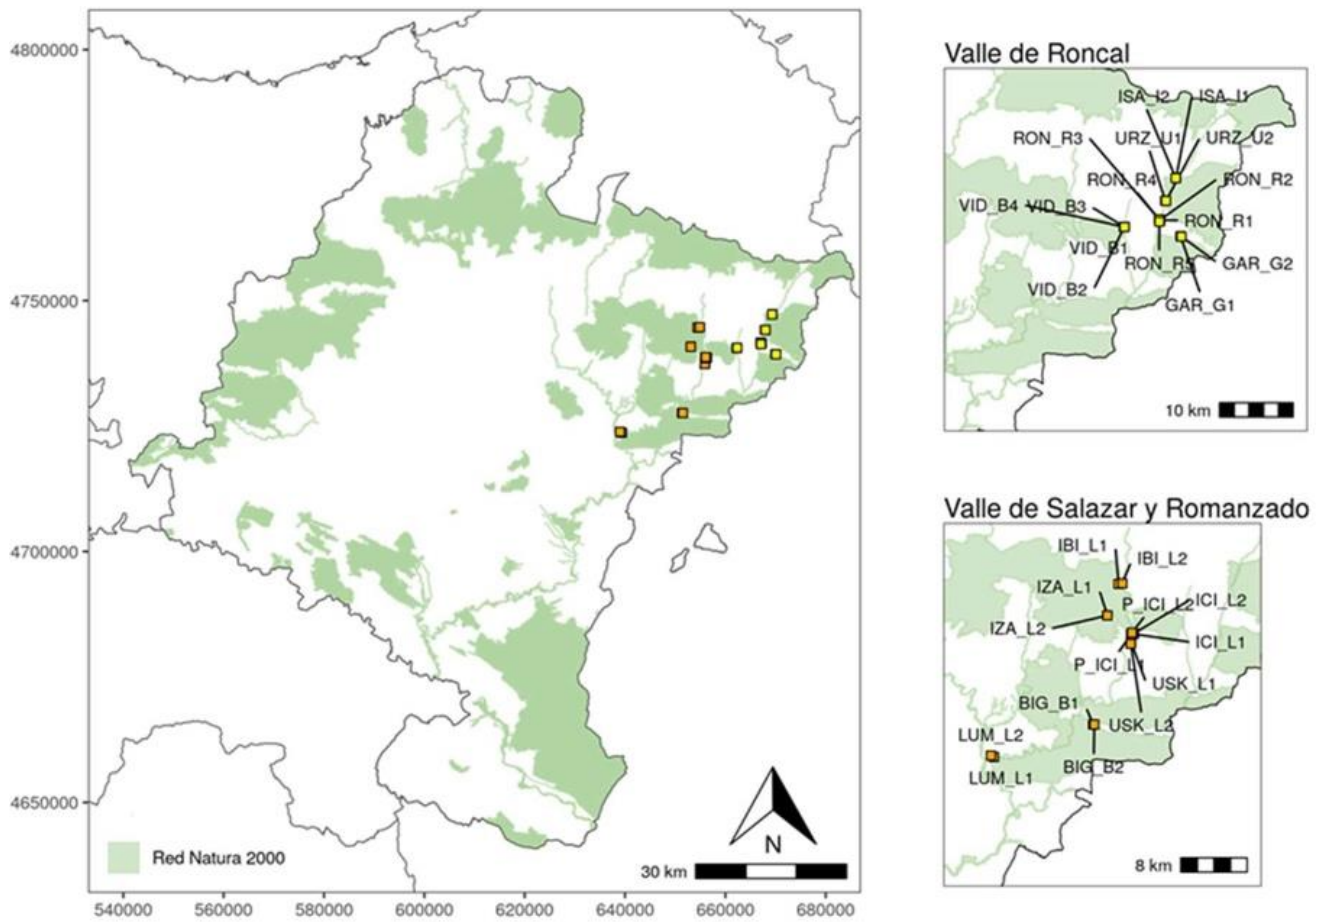 4800000
4750000
4700000
4650000
540000 560000 580000 600000 620000 640000 660000 680000
Red Natura 2000
N
30 km
Valle de Roncal
ISA_I2 ISA_I1
RON_R3 URZ_U1 URZ_U2
RON_R4 RON_R2
VID_B4 VID_B3
RON_R1
VID_B1
RON_R5 GAR_G2
VID_B2
GAR_G1
10 km
Valle de Salazar y Romanzado
IBI_L1
IBI_L2
IZA_L1
P_ICI_L2 ICI_L2
IZA_L2
ICI_L1
P_ICI_L1
USK_L1
BIG_B1
USK_L2
LUM_L2
BIG_B2
LUM_L1
8 km